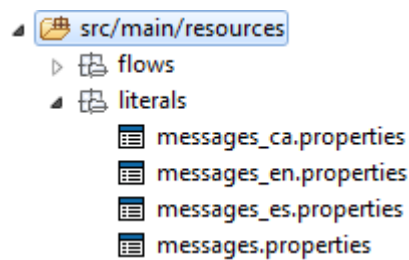 src/main/resources
flows
literals
messages_ca.properties
messages_en.properties
messages_es.properties
messages.properties